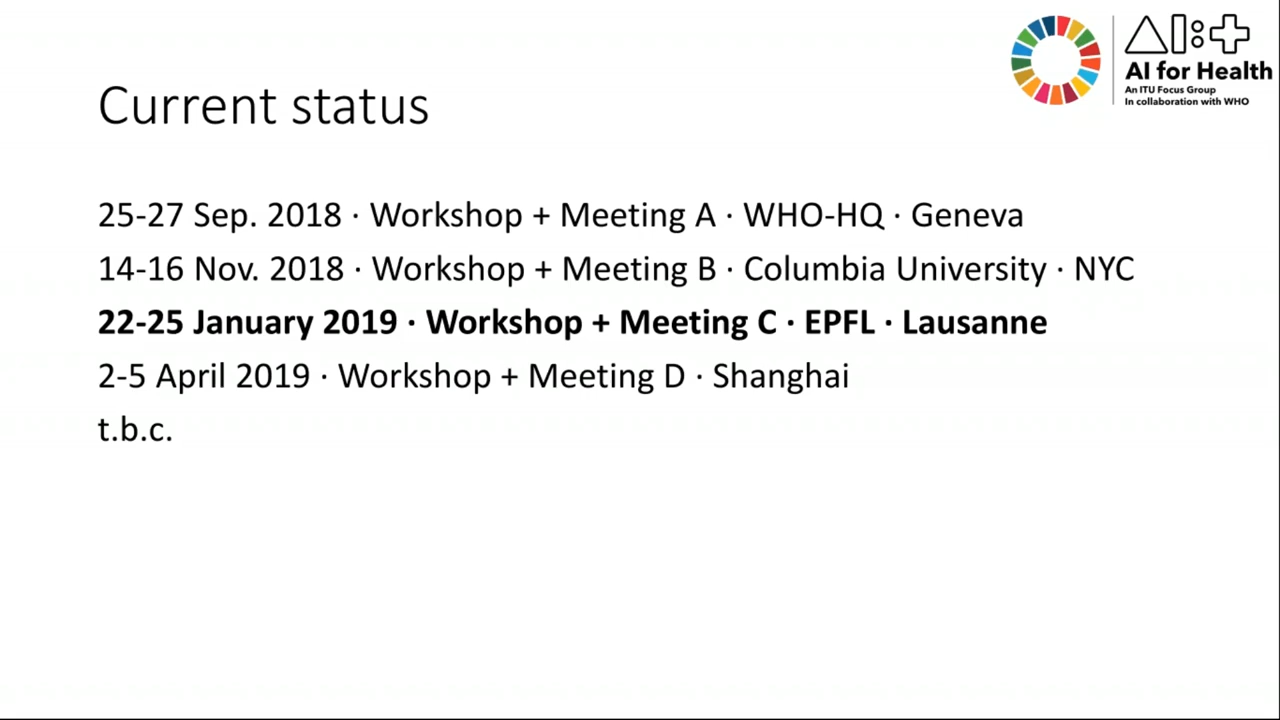 Current status
AI for Health
An ITU Focus Group
In collaboration with WHO
25-27 Sep. 2018 · Workshop + Meeting A · WHO-HQ · Geneva
14-16 Nov. 2018 · Workshop + Meeting B · Columbia University · NYC
22-25 January 2019 · Workshop + Meeting C · EPFL · Lausanne
2-5 April 2019 · Workshop + Meeting D · Shanghai
t.b.c.